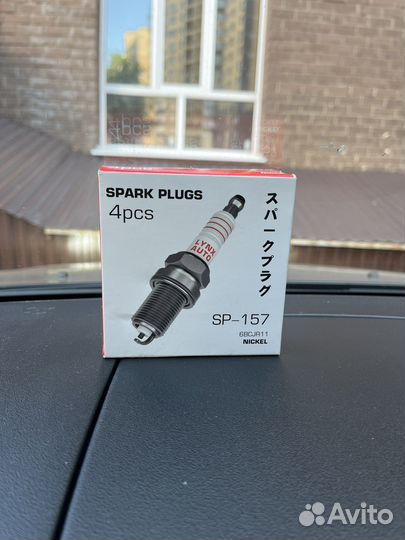 SPARK PLUGS
4pcs
スパークプラグ
LYNX
AUTO
SP-157
6BCJR11
NICKEL
Avito